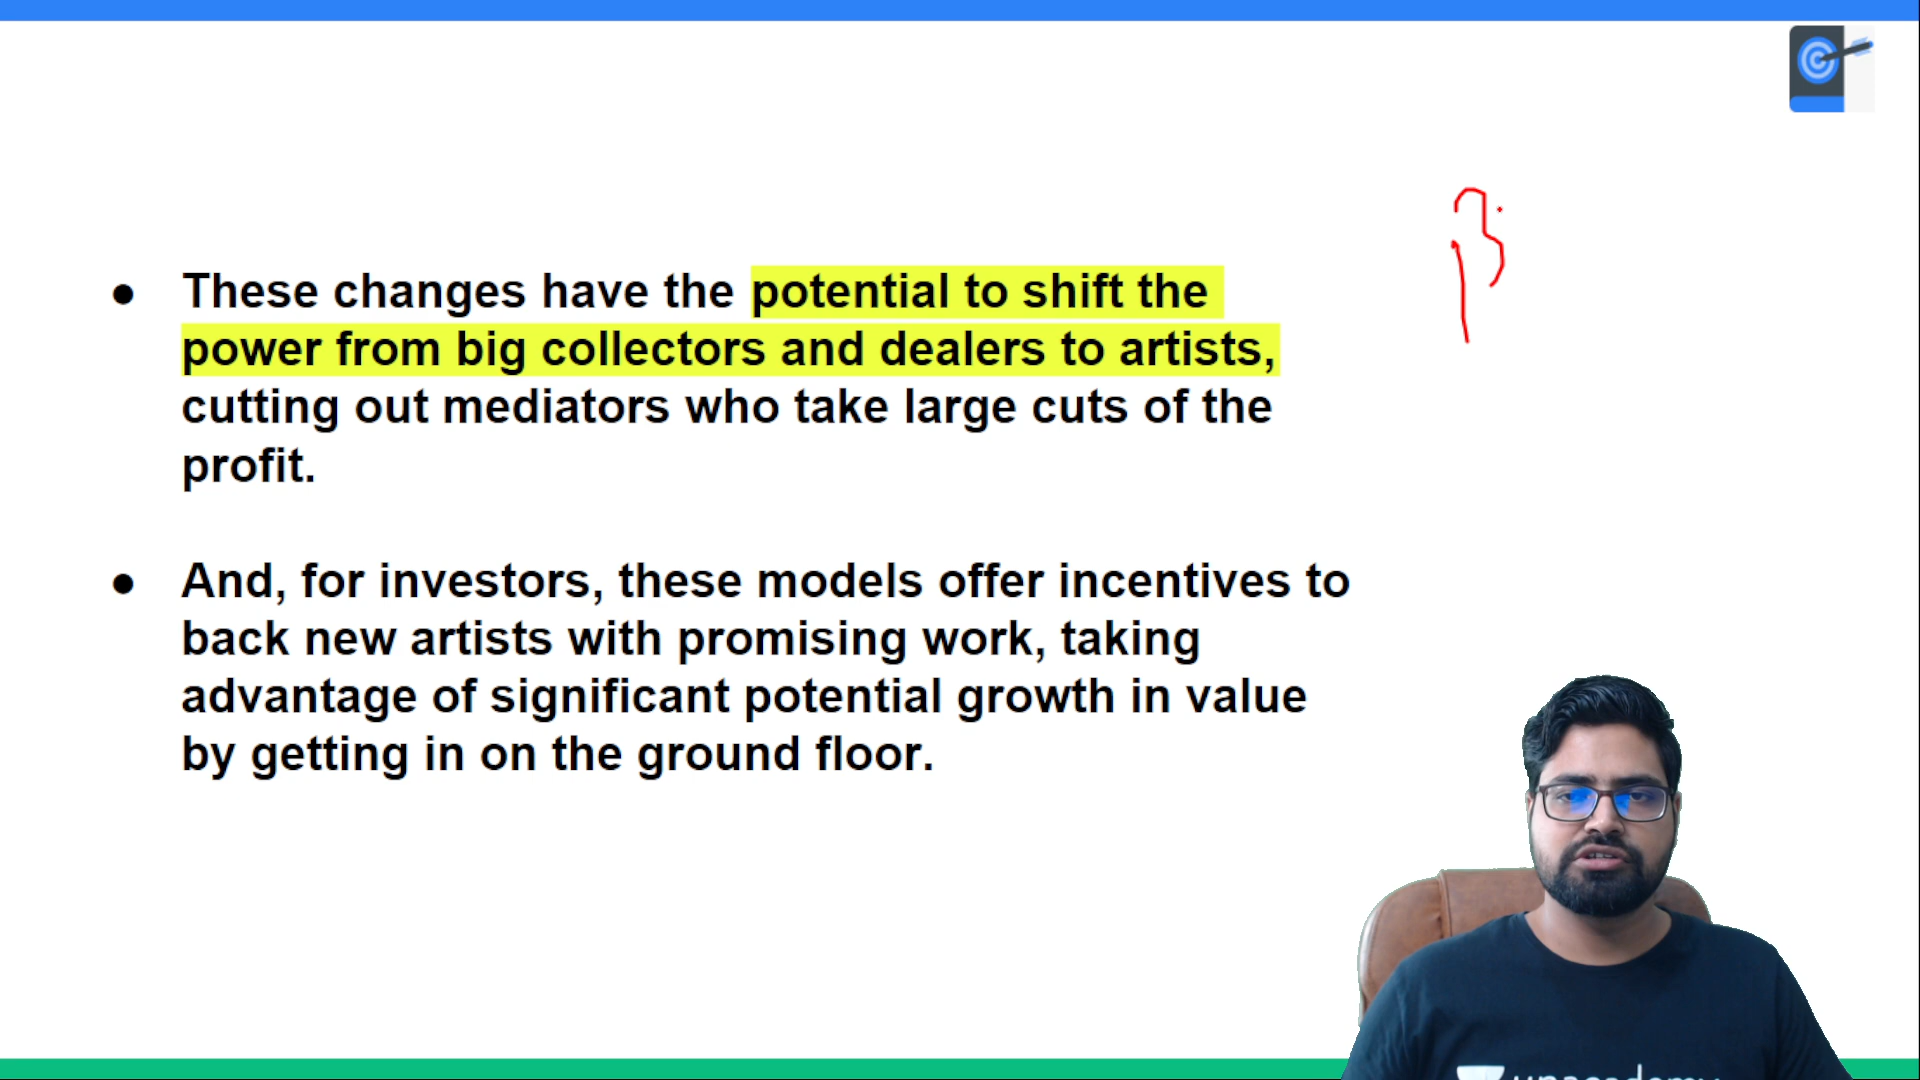 ● These changes have the potential to shift the
power from big collectors and dealers to artists,
cutting out mediators who take large cuts of the
profit.
● And, for investors, these models offer incentives to
back new artists with promising work, taking
advantage of significant potential growth in value
by getting in on the ground floor.
unacademy